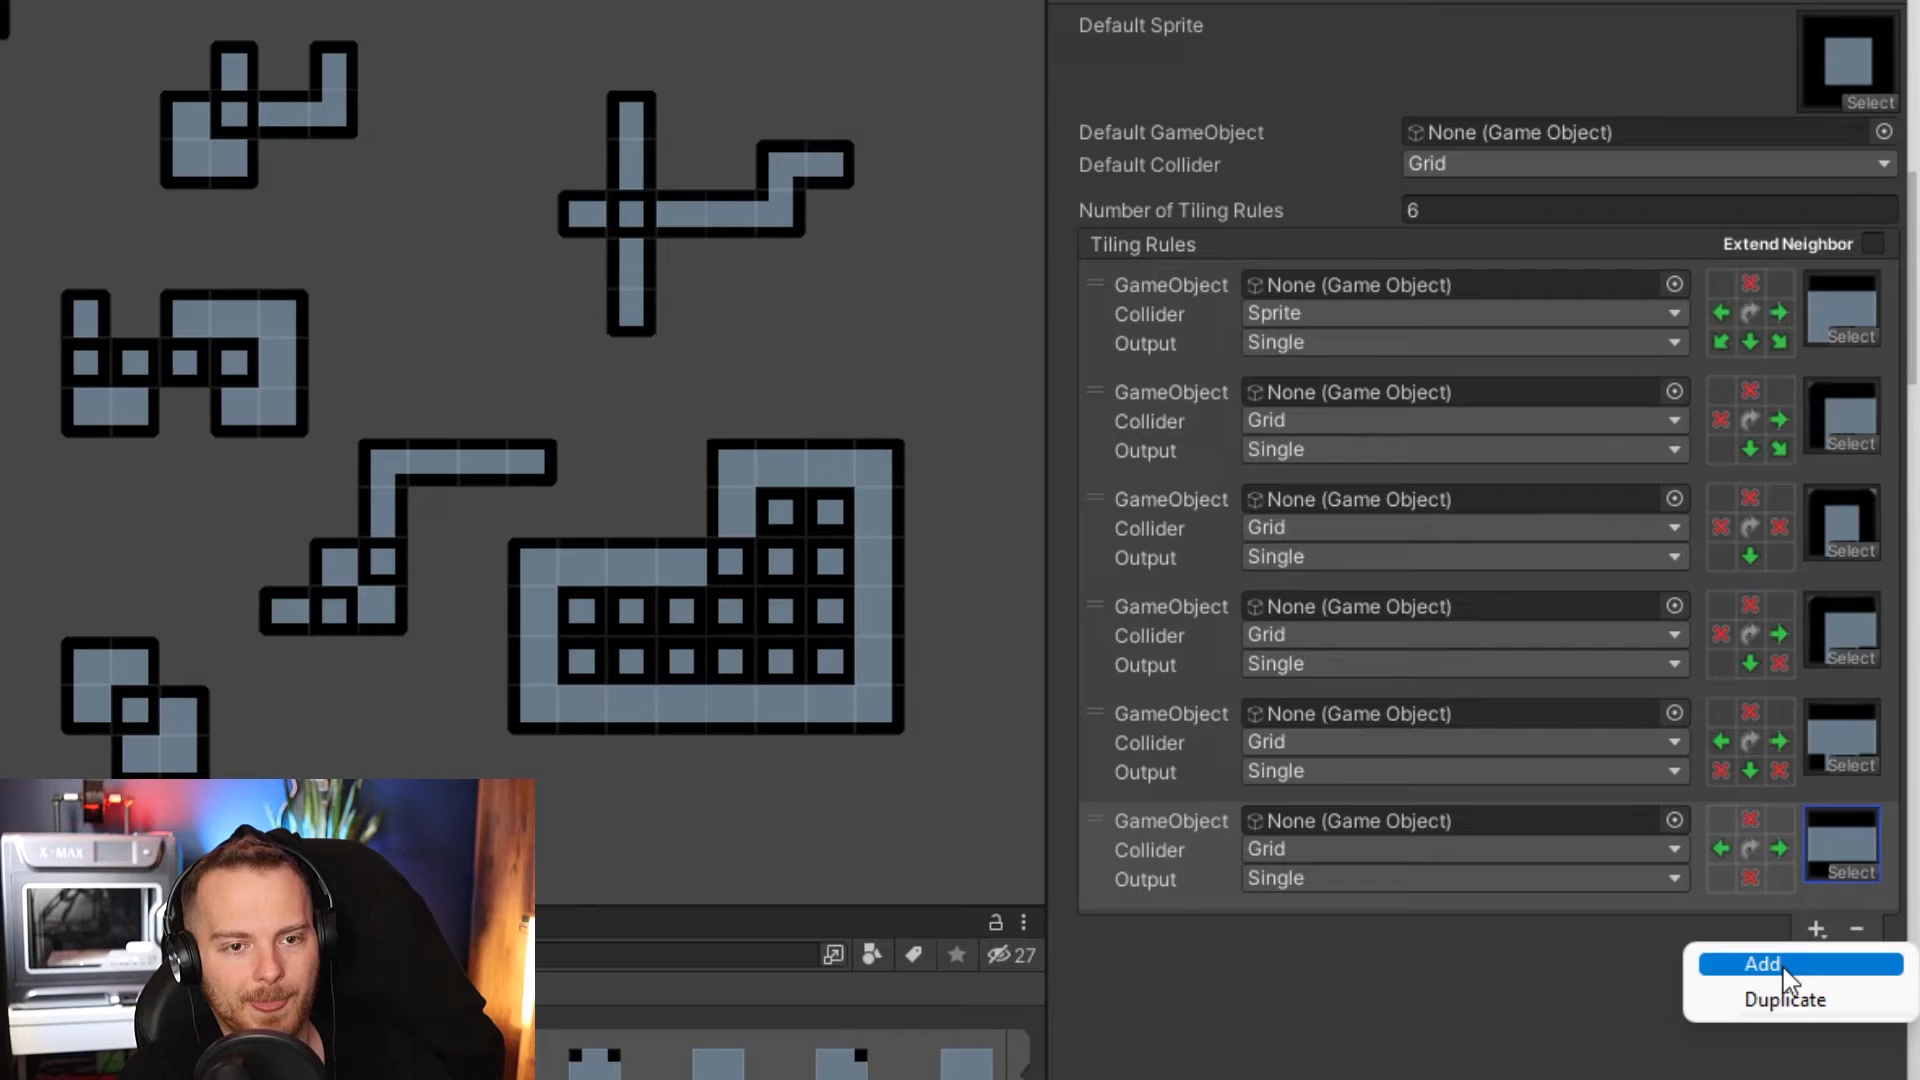 Default Sprite
Select
Default GameObject None (Game Object)
Default Collider Grid
Number of Tiling Rules 6
Tiling Rules Extend Neighbor
GameObject None (Game Object)
Collider Sprite
Select
Output Single
GameObject None (Game Object)
Collider Grid
Select
Output Single
GameObject None (Game Object)
Collider Grid
Select
Output Single
GameObject None (Game Object)
Collider Grid
Select
Output Single
GameObject None (Game Object)
Collider Grid
Select
Output Single
GameObject None (Game Object)
Collider Grid
Select
Output Single
Add
Duplicate
27
X-MAX